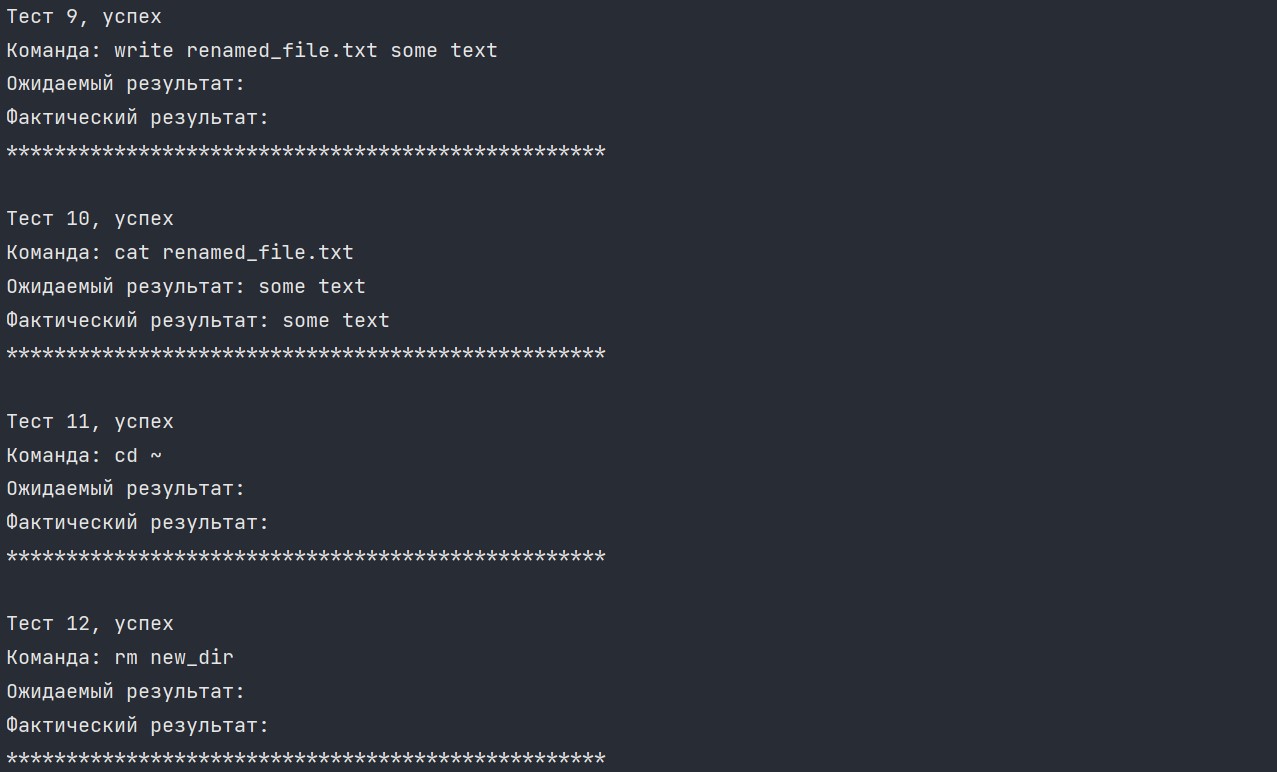 Тест 9, успех
Команда: write renamed_file.txt some text
Ожидаемый результат:
Фактический результат:
**************************************************
Тест 10, успех
Команда: cat renamed_file.txt
Ожидаемый результат: some text
Фактический результат: some text
**************************************************
Тест 11, успех
Команда: cd ~
Ожидаемый результат:
Фактический результат:
**************************************************
Тест 12, успех
Команда: rm new_dir
Ожидаемый результат:
Фактический результат:
**************************************************